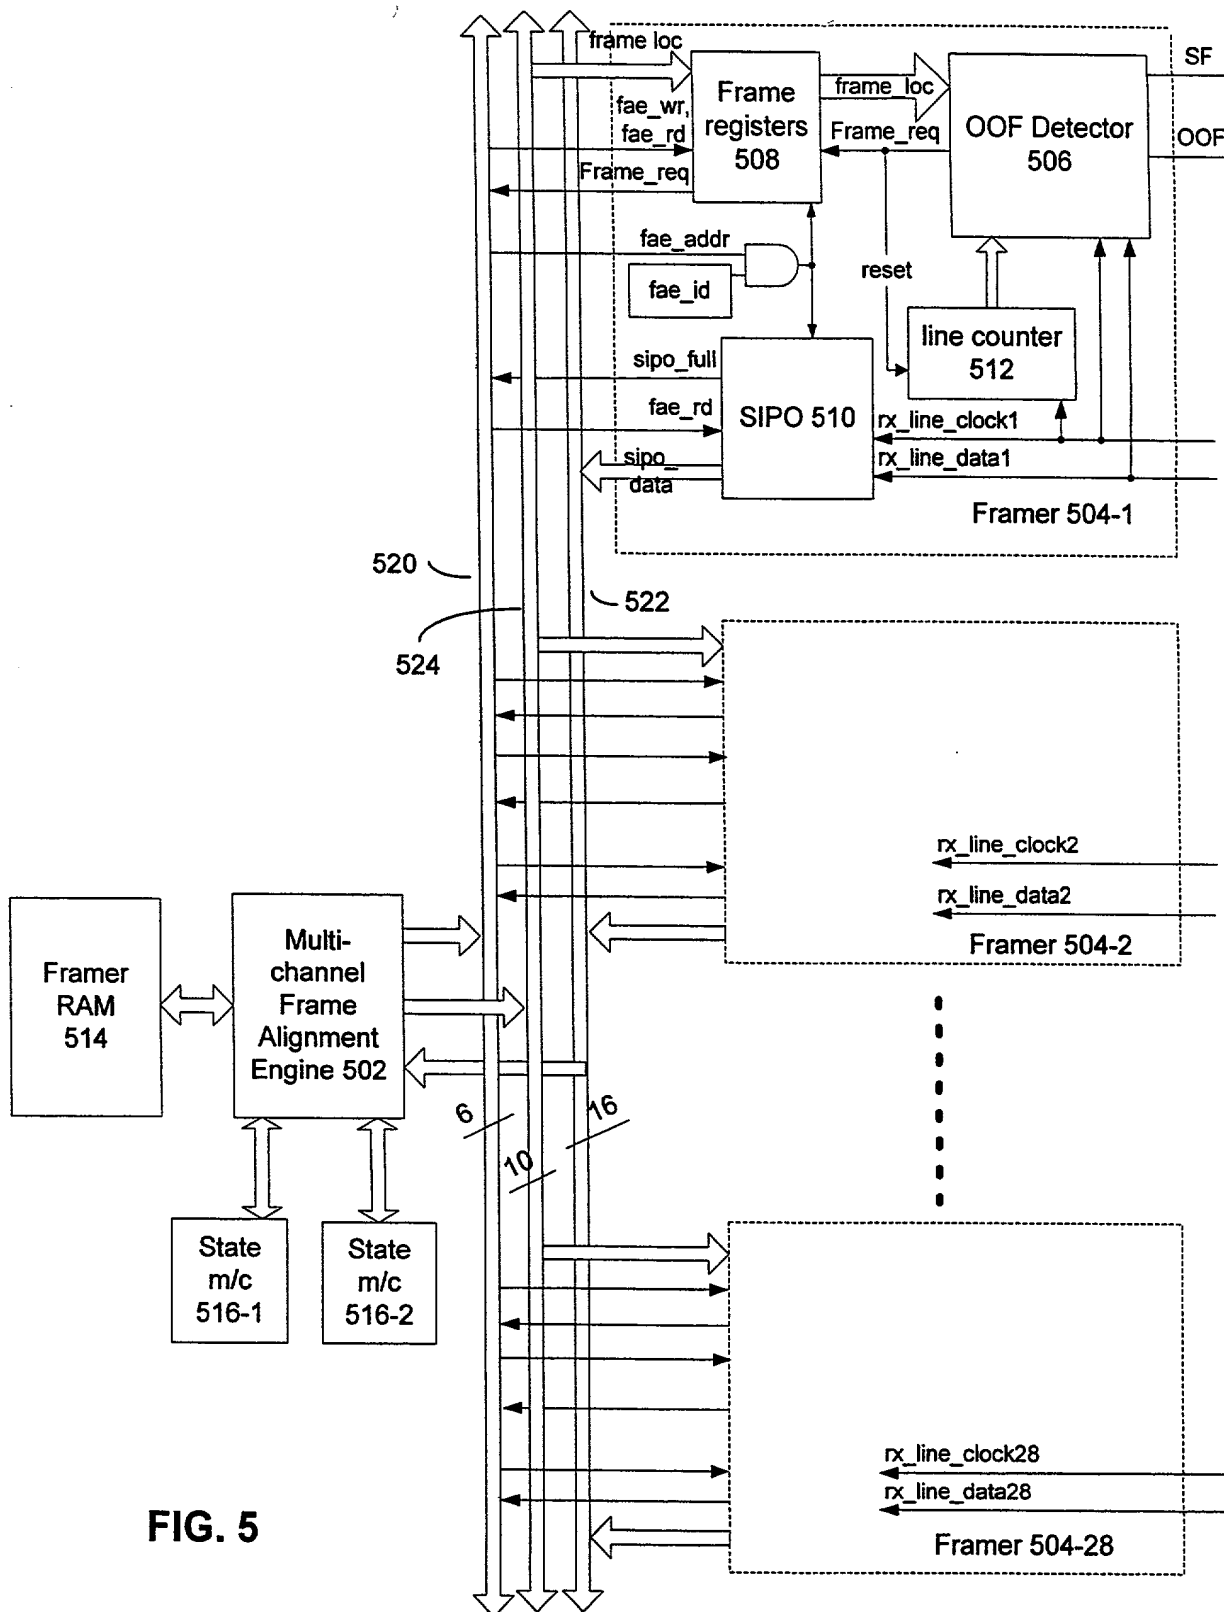 frame loc
fae_wr,
fae_rd
Frame_req
Frame
registers
508
frame_loc
Frame_req
OOF Detector
506
SF
OOF
fae_addr
fae_id
reset
line counter
512
sipo_full
fae_rd
sipo_
data
SIPO 510
rx_line_clock1
rx_line_data1
Framer 504-1
520
522
524
rx_line_clock2
rx_line_data2
Framer 504-2
Framer
RAM
514
Multi-
channel
Frame
Alignment
Engine 502
6
10
16
State
m/c
516-1
State
m/c
516-2
rx_line_clock28
rx_line_data28
Framer 504-28
FIG. 5